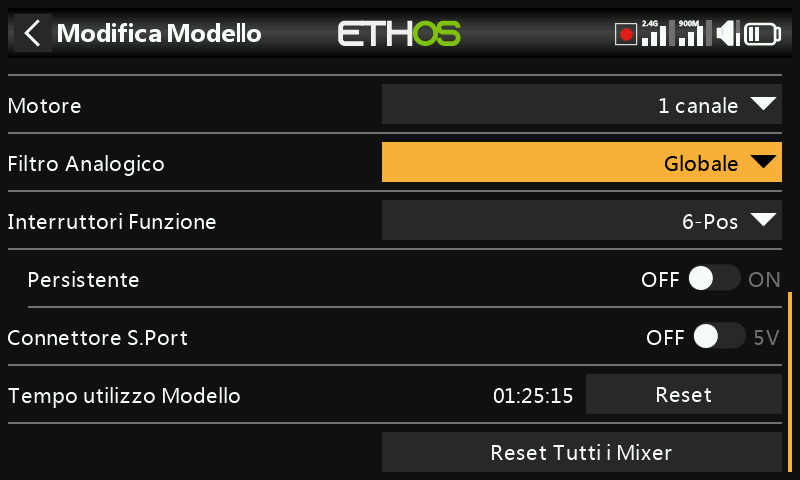 Modifica Modello
ETHOS
2.4G
900M
Motore
1 canale
Filtro Analogico
Globale
Interruttori Funzione
6-Pos
Persistente
OFF ON
Connettore S.Port
OFF 5V
Tempo utilizzo Modello
01:25:15
Reset
Reset Tutti i Mixer